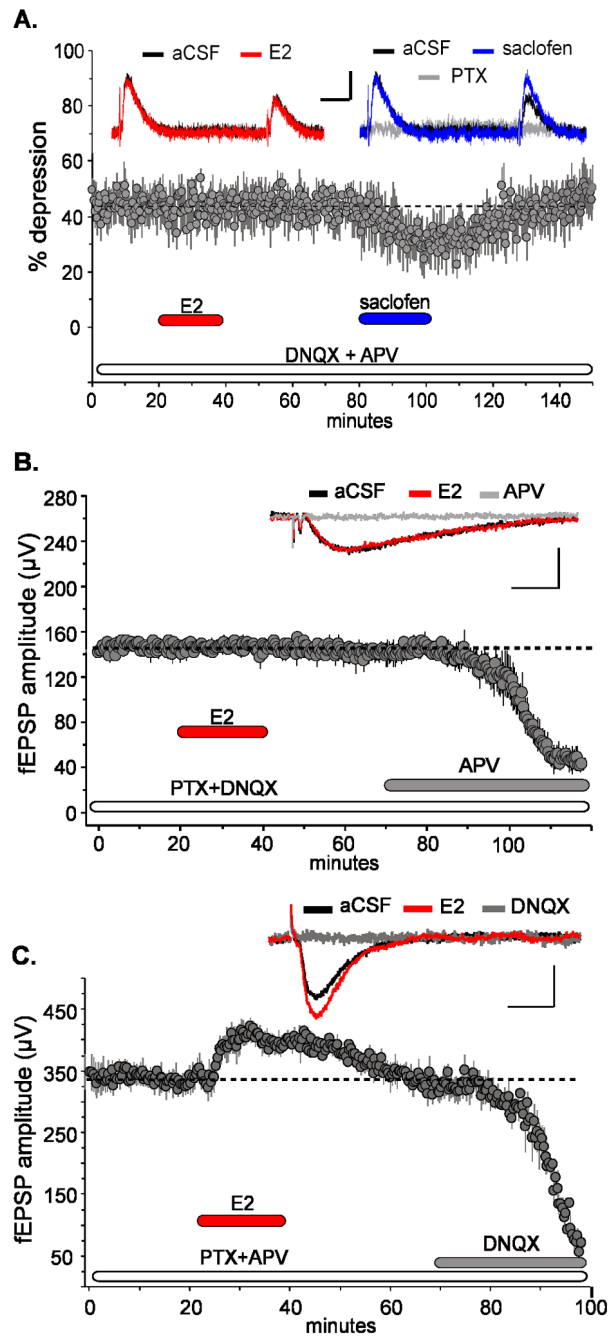 A.
aCSF E2 aCSF saclofen
PTX
100
80
60
40
20
0
% depression
E2 saclofen
DNQX + APV
0 20 40 60 80 100 120 140
minutes
B.
aCSF E2 APV
280
240
200
160
120
80
40
0
fEPSP amplitude (µV)
E2
APV
PTX+DNQX
0 20 40 60 80 100
minutes
aCSF E2 DNQX
C.
450
350
250
150
50
fEPSP amplitude (µV)
E2
DNQX
PTX+APV
0 20 40 60 80 100
minutes